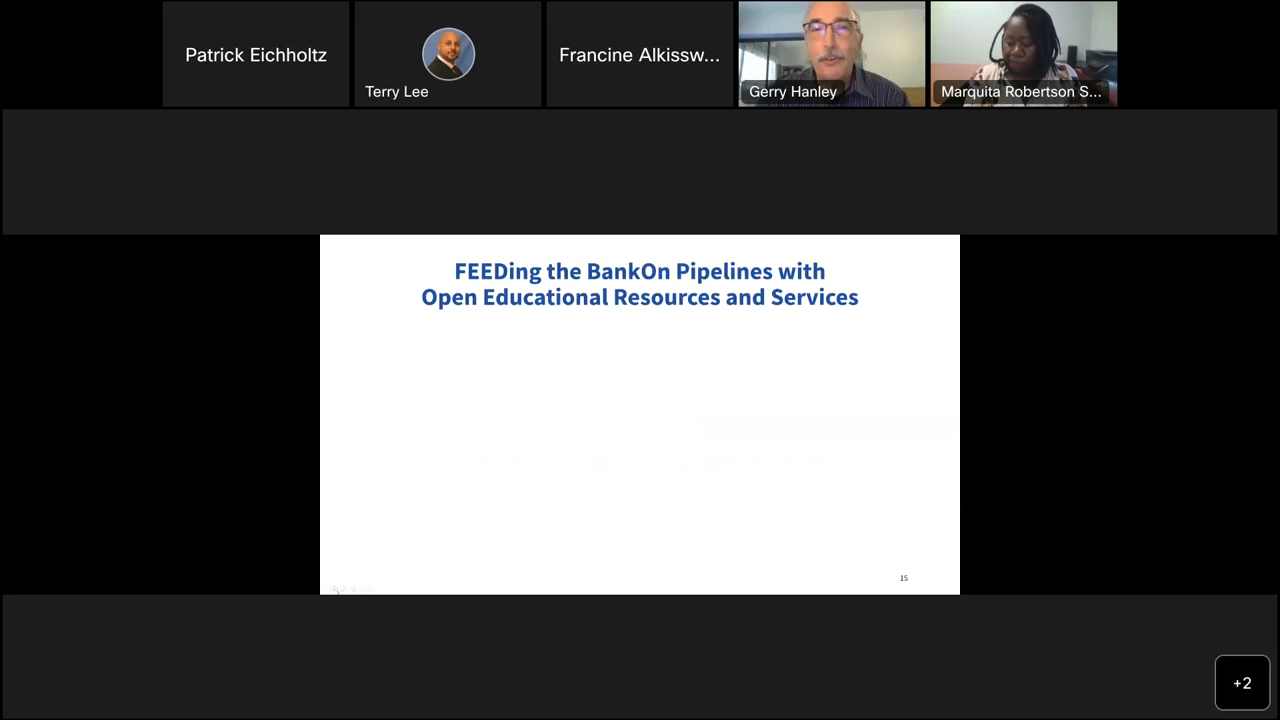 Patrick Eichholtz
Terry Lee
Francine Alkissw...
Gerry Hanley
Marquita Robertson S...
FEEDing the BankOn Pipelines with
Open Educational Resources and Services
15
+2